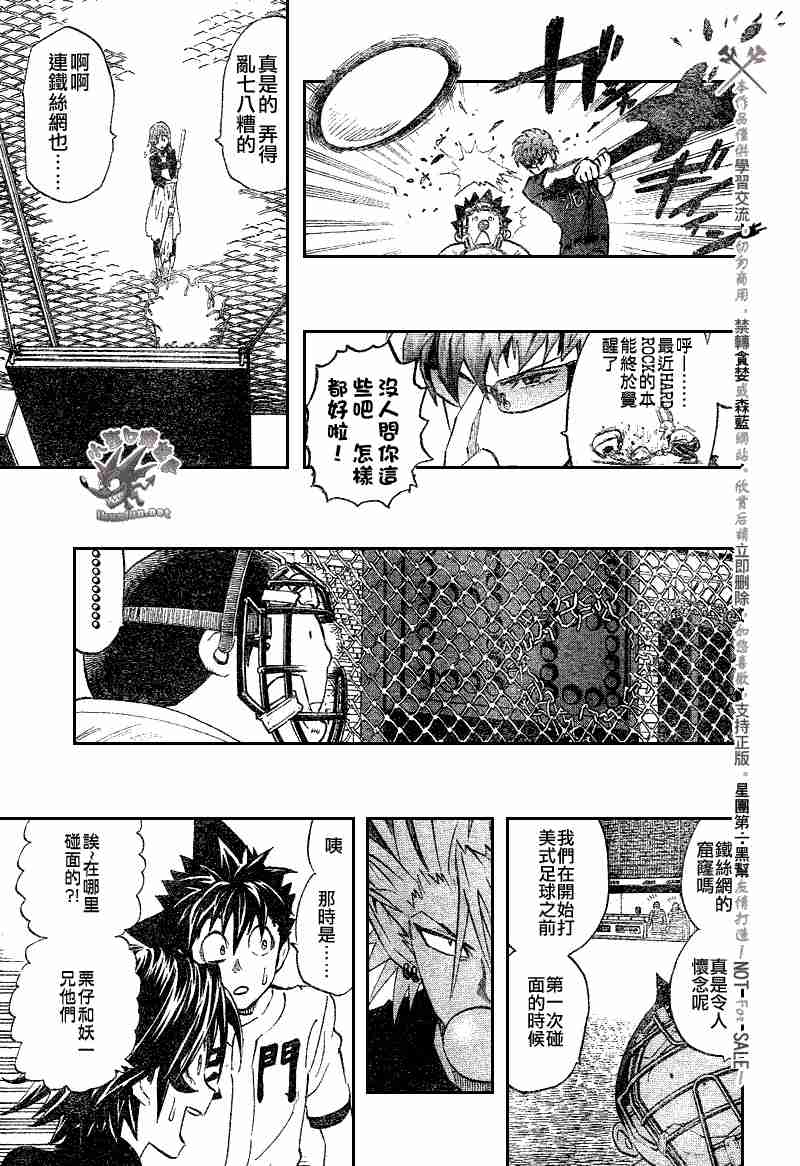 北
呼——
最近HARD
ROCK的本
能終於覺
醒了
沒人問你這
些吧 怎樣
都好啦！
真是的 弄得
亂七八糟的
啊啊
連鐵絲網也……
………
鐵絲網的
窟窿嗎
真是令人
懷念呢
我們在開始打
美式足球之前
第一次碰
面的時候
咦
那時是……
門
誒~在哪里
碰面的?!
栗仔和妖一
兄他們
本作品僅供學習交流，切勿商用，禁轉貪婪或森藍網站。欣賞后請立即刪除，如您喜歡，支持正版。星團第二黑幫友情打造！NOT-For-SALE—